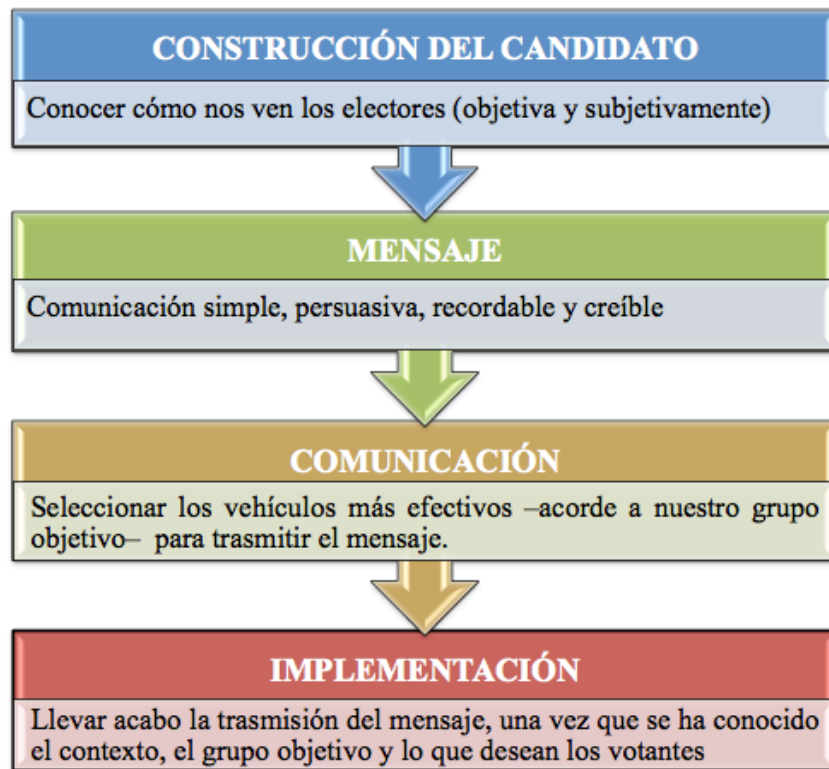 CONSTRUCCIÓN DEL CANDIDATO
Conocer cómo nos ven los electores (objetiva y subjetivamente)
MENSAJE
Comunicación simple, persuasiva, recordable y creíble
COMUNICACIÓN
Seleccionar los vehículos más efectivos –acorde a nuestro grupo
objetivo– para trasmitir el mensaje.
IMPLEMENTACIÓN
Llevar acabo la trasmisión del mensaje, una vez que se ha conocido
el contexto, el grupo objetivo y lo que desean los votantes